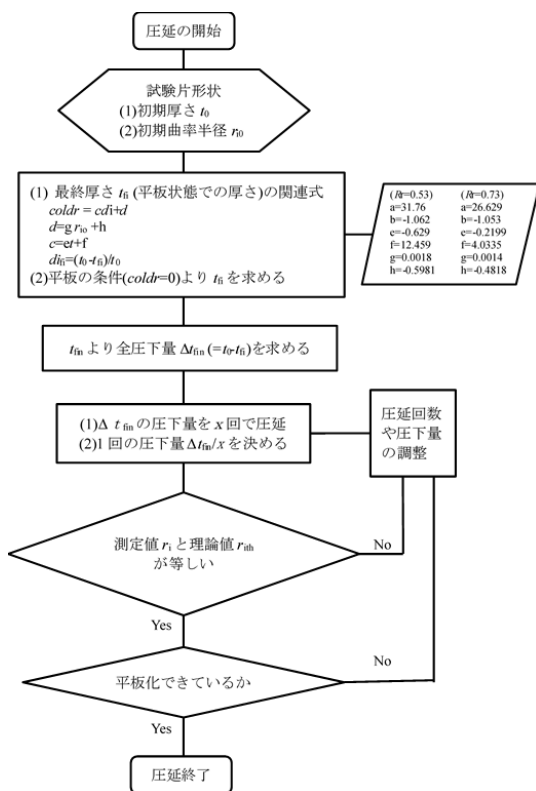 圧延の開始
試験片形状
(1)初期厚さ t0
(2)初期曲率半径 ri0
(1) 最終厚さ tfi (平板状態での厚さ)の関連式
coldr = cdi+d
d=g rio +h
c=et+f
difi=(t0-tfi)/t0
(2)平板の条件(coldr=0)より tfi を求める
(Rr=0.53) (Rr=0.73)
a=31.76 a=26.629
b=-1.062 b=-1.053
e=-0.629 e=-0.2199
f=12.459 f=4.0335
g=0.0018 g=0.0014
h=-0.5981 h=-0.4818
tfin より全圧下量 Δtfin (=t0-tfi)を求める
(1)Δ tfin の圧下量を x 回で圧延
(2)1 回の圧下量 Δtfin/x を決める
圧延回数
や圧下量
の調整
測定値 ri と理論値 rith
が等しい
No
Yes
平板化できているか
No
Yes
圧延終了